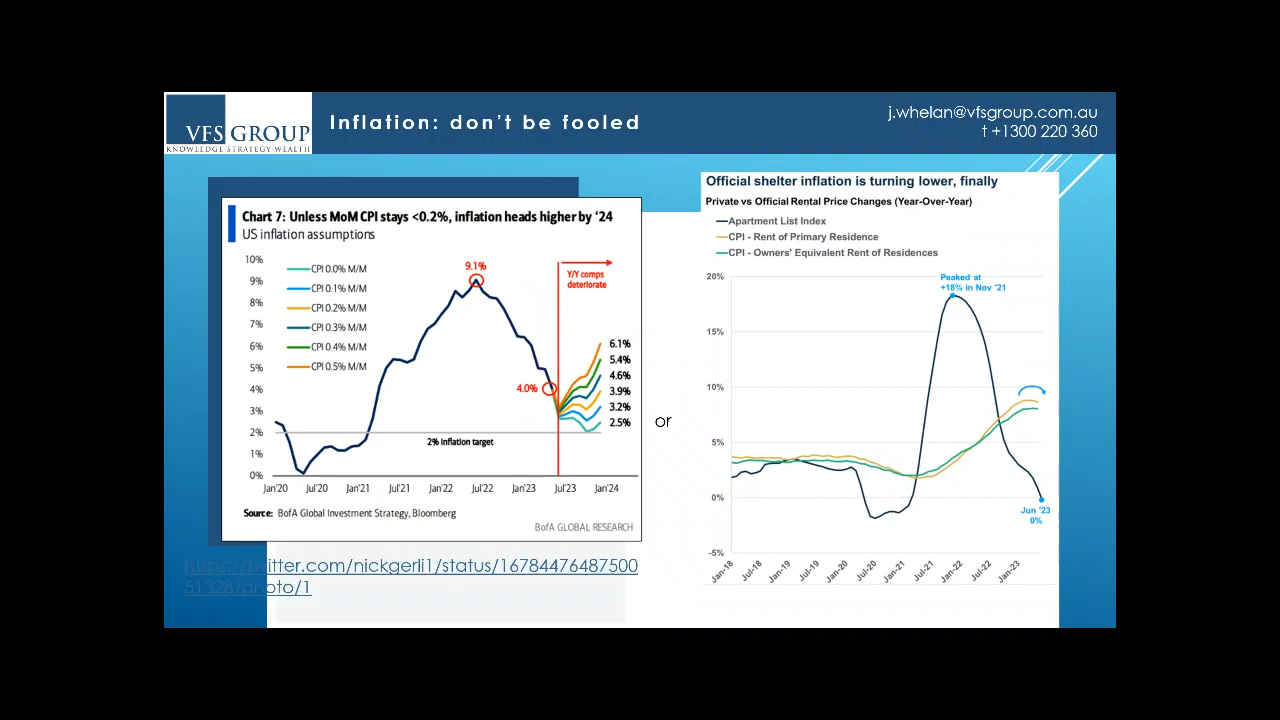 VFS GROUP
KNOWLEDGE STRATEGY WEALTH
Inflation: don't be fooled
j.whelan@vfsgroup.com.au
t +1300 220 360
Chart 7: Unless MoM CPI stays <0.2%, inflation heads higher by '24
US inflation assumptions
10%
9%
8%
7%
6%
5%
4%
3%
2%
1%
0%
CPI 0.0% M/M
CPI 0.1% M/M
CPI 0.2% M/M
CPI 0.3% M/M
CPI 0.4% M/M
CPI 0.5% M/M
9.1%
Y/Y comps
deteriorate
4.0%
6.1%
5.4%
4.6%
3.9%
3.2%
2.5%
2% inflation target
Jan'20 Jul'20 Jan'21 Jul'21 Jan'22 Jul'22 Jan'23 Jul'23 Jan'24
Source: BofA Global Investment Strategy, Bloomberg
BofA GLOBAL RESEARCH
https://twitter.com/nickgerli1/status/16784476487500
51328/photo/1
or
Official shelter inflation is turning lower, finally
Private vs Official Rental Price Changes (Year-Over-Year)
Apartment List Index
CPI - Rent of Primary Residence
CPI - Owners' Equivalent Rent of Residences
20%
15%
10%
5%
0%
-5%
Peaked at
+18% in Nov '21
Jun '23
0%
Jan-18 Jul-18 Jan-19 Jul-19 Jan-20 Jul-20 Jan-21 Jul-21 Jan-22 Jul-22 Jan-23